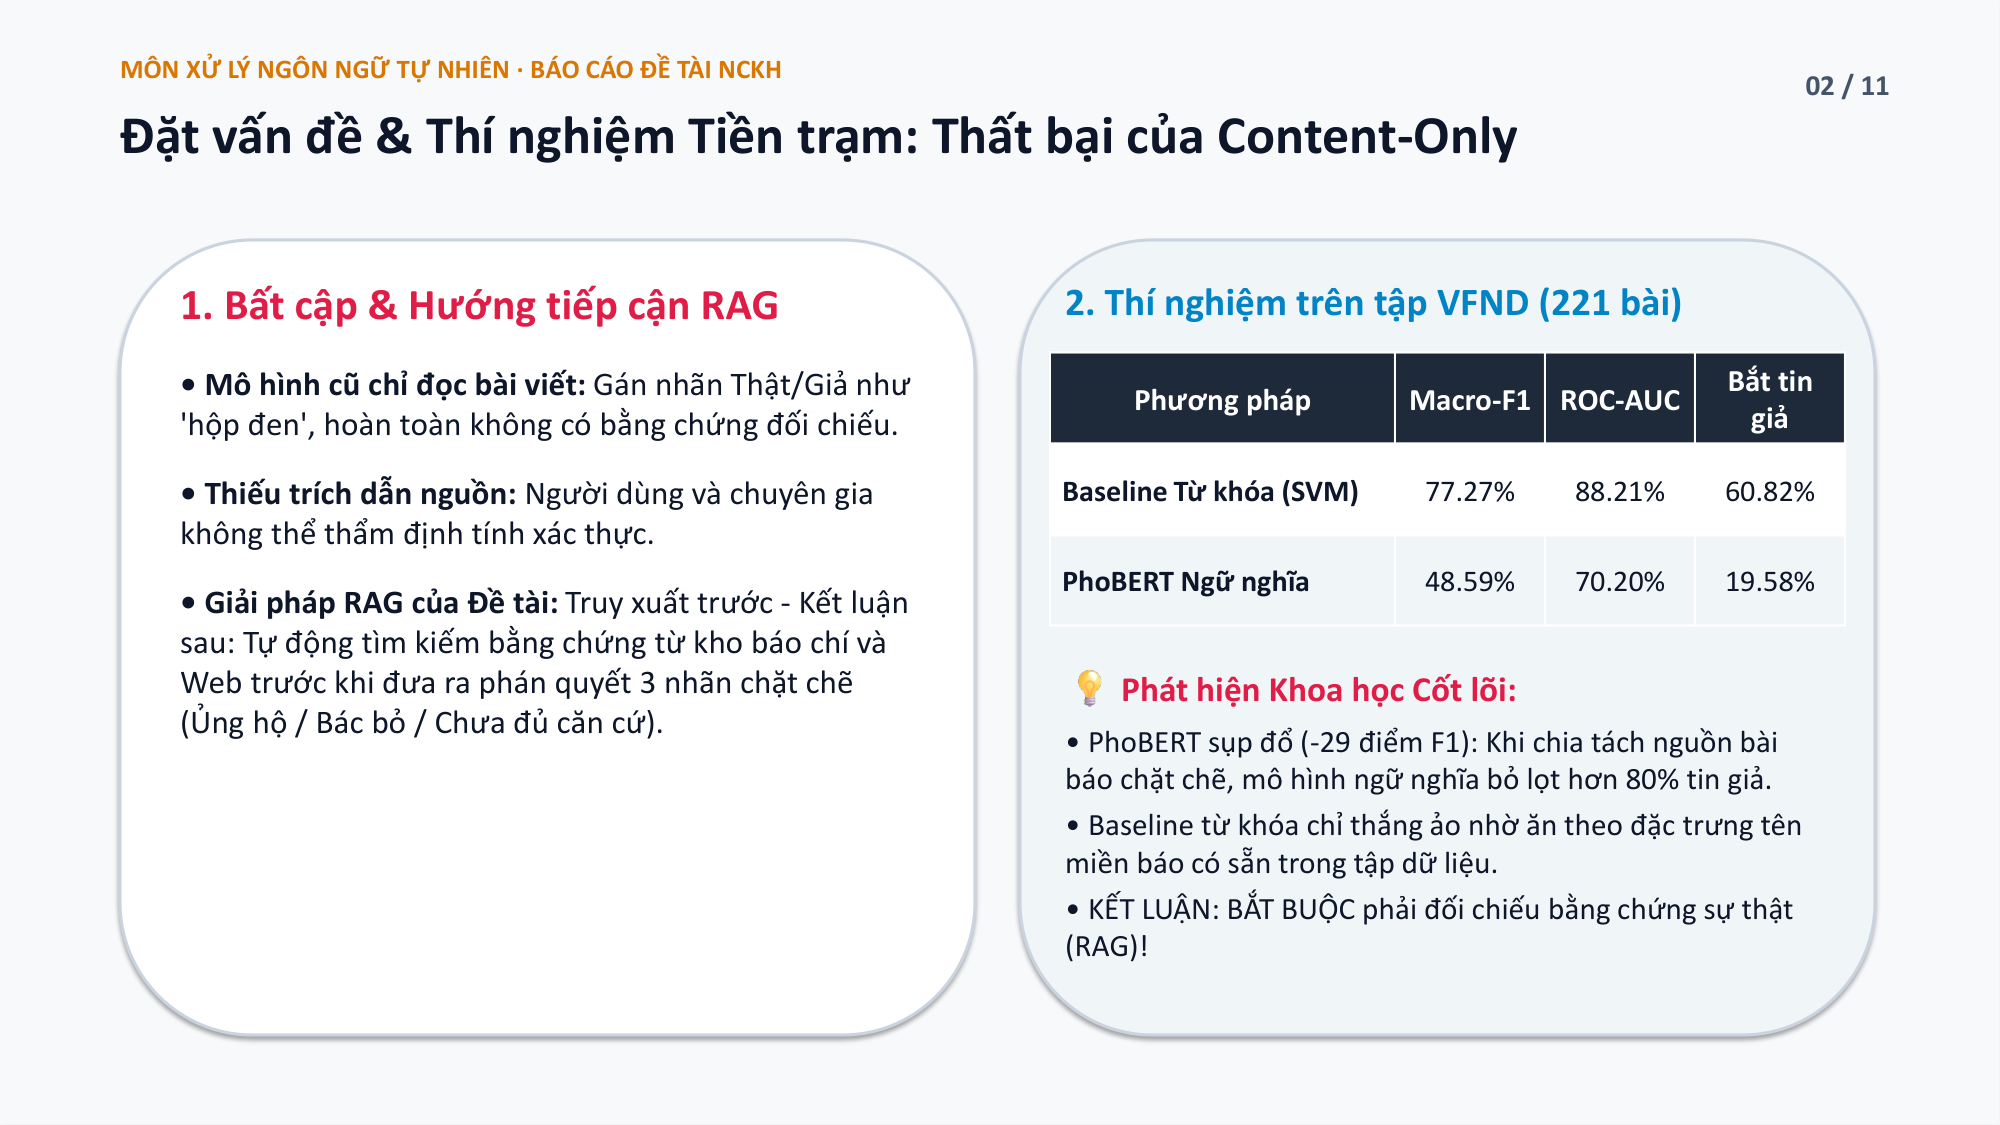 MÔN XỬ LÝ NGÔN NGỮ TỰ NHIÊN · BÁO CÁO ĐỀ TÀI NCKH
02 / 11
Đặt vấn đề & Thí nghiệm Tiền trạm: Thất bại của Content-Only
1. Bất cập & Hướng tiếp cận RAG
• Mô hình cũ chỉ đọc bài viết: Gán nhãn Thật/Giả như
'hộp đen', hoàn toàn không có bằng chứng đối chiếu.
• Thiếu trích dẫn nguồn: Người dùng và chuyên gia
không thể thẩm định tính xác thực.
• Giải pháp RAG của Đề tài: Truy xuất trước - Kết luận
sau: Tự động tìm kiếm bằng chứng từ kho báo chí và
Web trước khi đưa ra phán quyết 3 nhãn chặt chẽ
(Ủng hộ / Bác bỏ / Chưa đủ căn cứ).
2. Thí nghiệm trên tập VFND (221 bài)
Phương pháp Macro-F1 ROC-AUC Bắt tin
giả
Baseline Từ khóa (SVM) 77.27% 88.21% 60.82%
PhoBERT Ngữ nghĩa 48.59% 70.20% 19.58%
💡 Phát hiện Khoa học Cốt lõi:
• PhoBERT sụp đổ (-29 điểm F1): Khi chia tách nguồn bài
báo chặt chẽ, mô hình ngữ nghĩa bỏ lọt hơn 80% tin giả.
• Baseline từ khóa chỉ thắng ảo nhờ ăn theo đặc trưng tên
miền báo có sẵn trong tập dữ liệu.
• KẾT LUẬN: BẮT BUỘC phải đối chiếu bằng chứng sự thật
(RAG)!